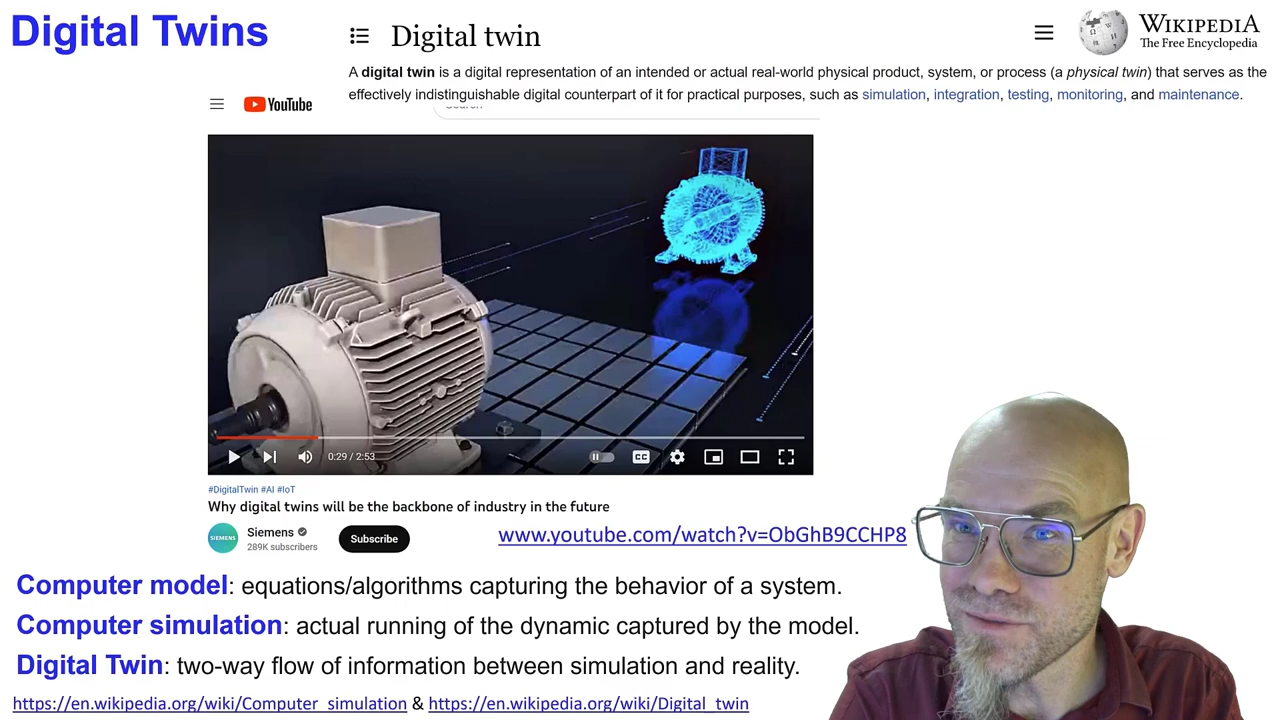 Digital Twins
Digital twin
WIKIPEDIA
The Free Encyclopedia
A digital twin is a digital representation of an intended or actual real-world physical product, system, or process (a physical twin) that serves as the
effectively indistinguishable digital counterpart of it for practical purposes, such as simulation, integration, testing, monitoring, and maintenance.
YouTube
Search
0:29 / 2:53
CC
#DigitalTwin #AI #IoT
Why digital twins will be the backbone of industry in the future
SIEMENS
Siemens
289K subscribers
Subscribe
www.youtube.com/watch?v=ObGhB9CCHP8
Computer model: equations/algorithms capturing the behavior of a system.
Computer simulation: actual running of the dynamic captured by the model.
Digital Twin: two-way flow of information between simulation and reality.
https://en.wikipedia.org/wiki/Computer_simulation & https://en.wikipedia.org/wiki/Digital_twin